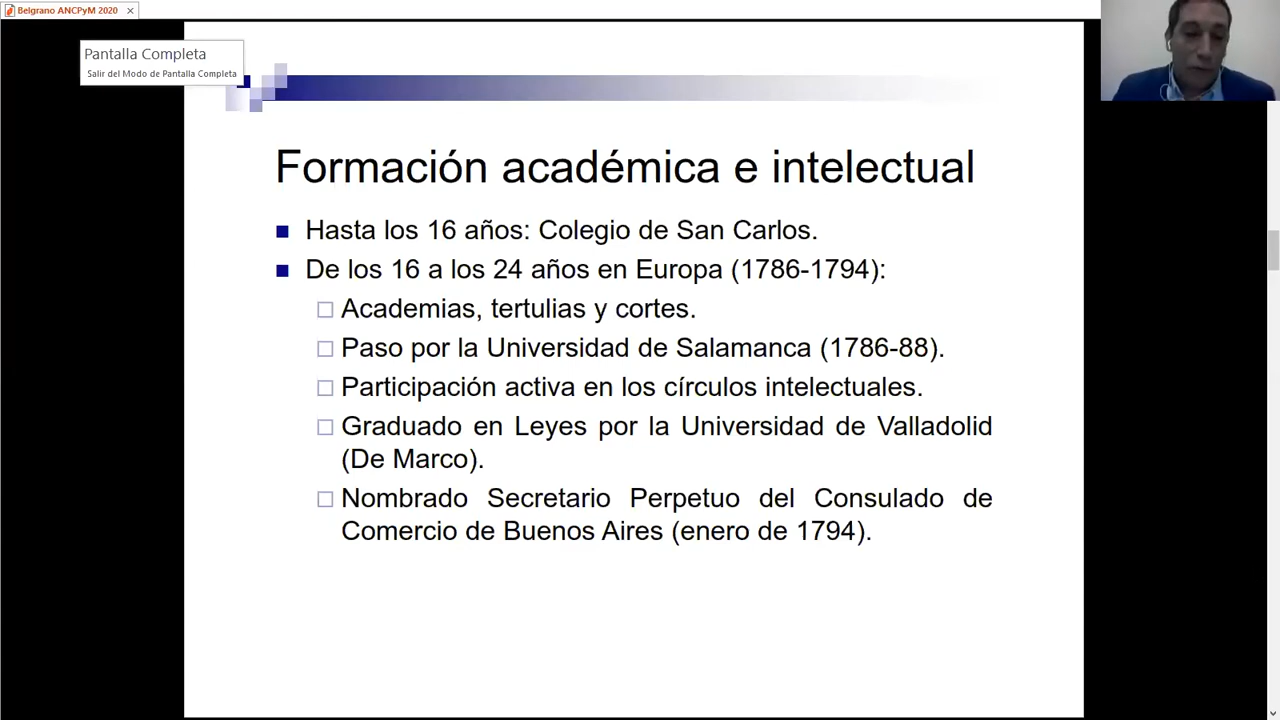 Belgrano ANCPyM 2020
Pantalla Completa
Salir del Modo de Pantalla Completa
Formación académica e intelectual
Hasta los 16 años: Colegio de San Carlos.
De los 16 a los 24 años en Europa (1786-1794):
Academias, tertulias y cortes.
Paso por la Universidad de Salamanca (1786-88).
Participación activa en los círculos intelectuales.
Graduado en Leyes por la Universidad de Valladolid
(De Marco).
Nombrado Secretario Perpetuo del Consulado de
Comercio de Buenos Aires (enero de 1794).